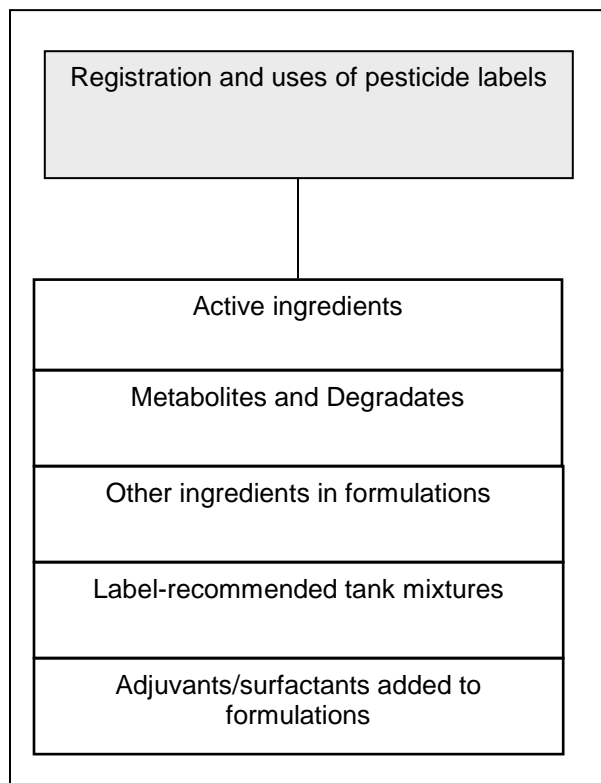 Registration and uses of pesticide labels
Active ingredients
Metabolites and Degradates
Other ingredients in formulations
Label-recommended tank mixtures
Adjuvants/surfactants added to
formulations